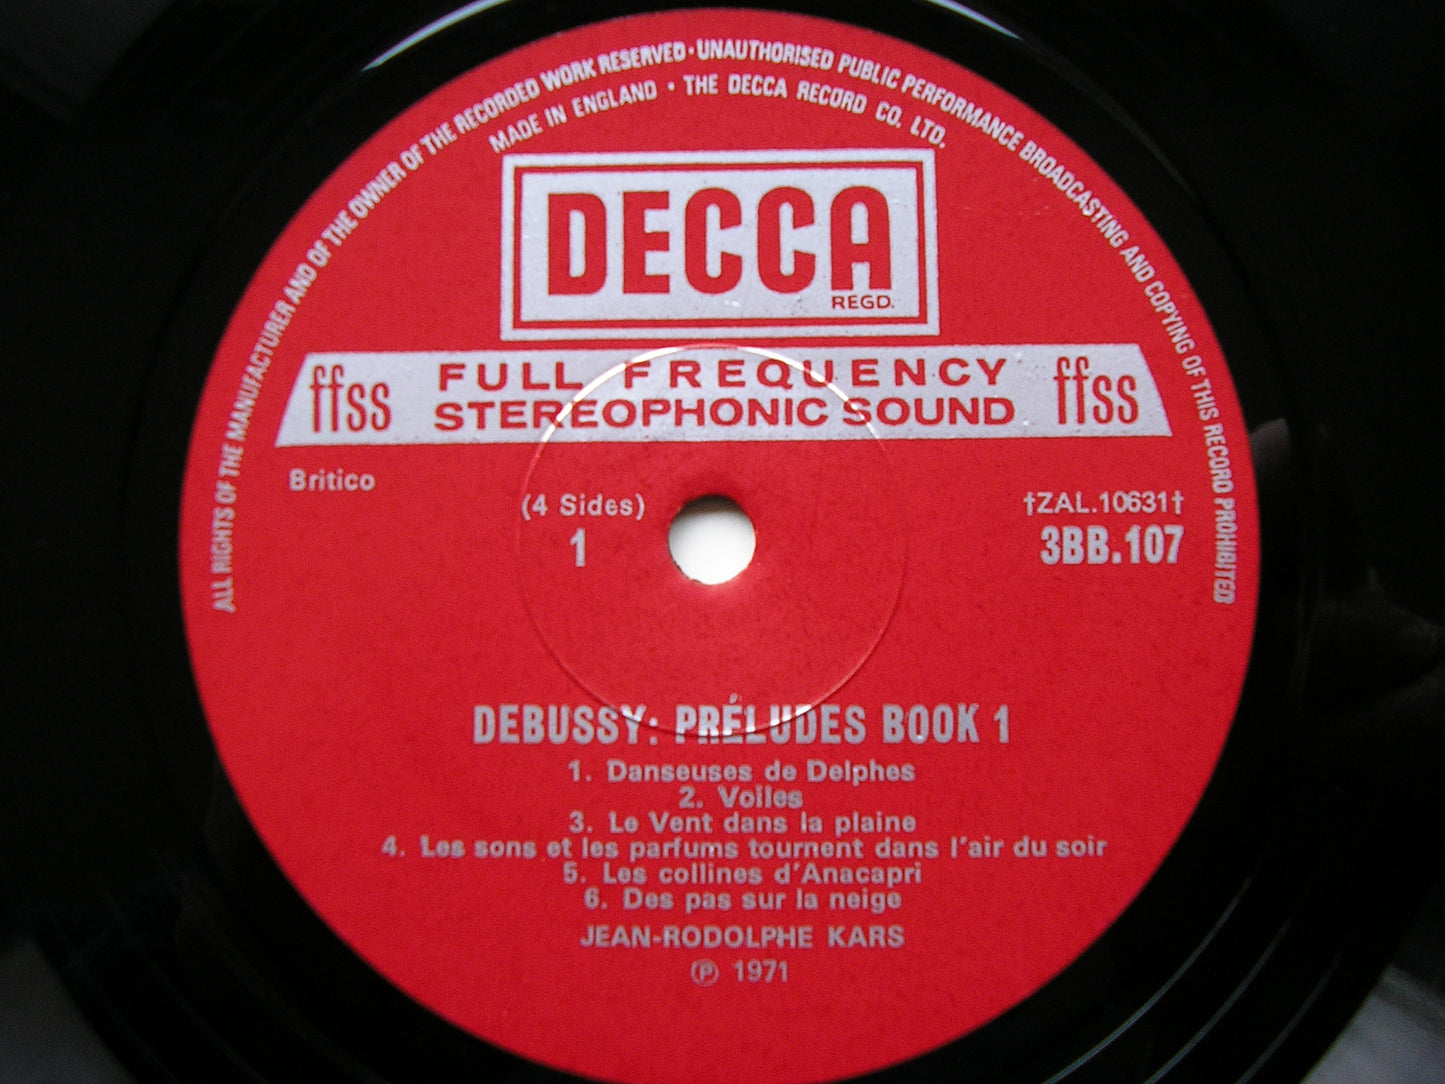 ALL RIGHTS OF THE MANUFACTURER AND OF THE OWNER OF THE RECORDED WORK RESERVED · UNAUTHORISED PUBLIC PERFORMANCE BROADCASTING AND COPYING OF THIS RECORD PROHIBITED
MADE IN ENGLAND · THE DECCA RECORD CO. LTD.
DECCA
REGD.
ffss FULL FREQUENCY ffss
STEREOPHONIC SOUND
Britico
(4 Sides)
†ZAL.10631†
1
3BB.107
DEBUSSY: PRÉLUDES BOOK 1
1. Danseuses de Delphes
2. Voiles
3. Le Vent dans la plaine
4. Les sons et les parfums tournent dans l'air du soir
5. Les collines d'Anacapri
6. Des pas sur la neige
JEAN-RODOLPHE KARS
Ⓟ 1971